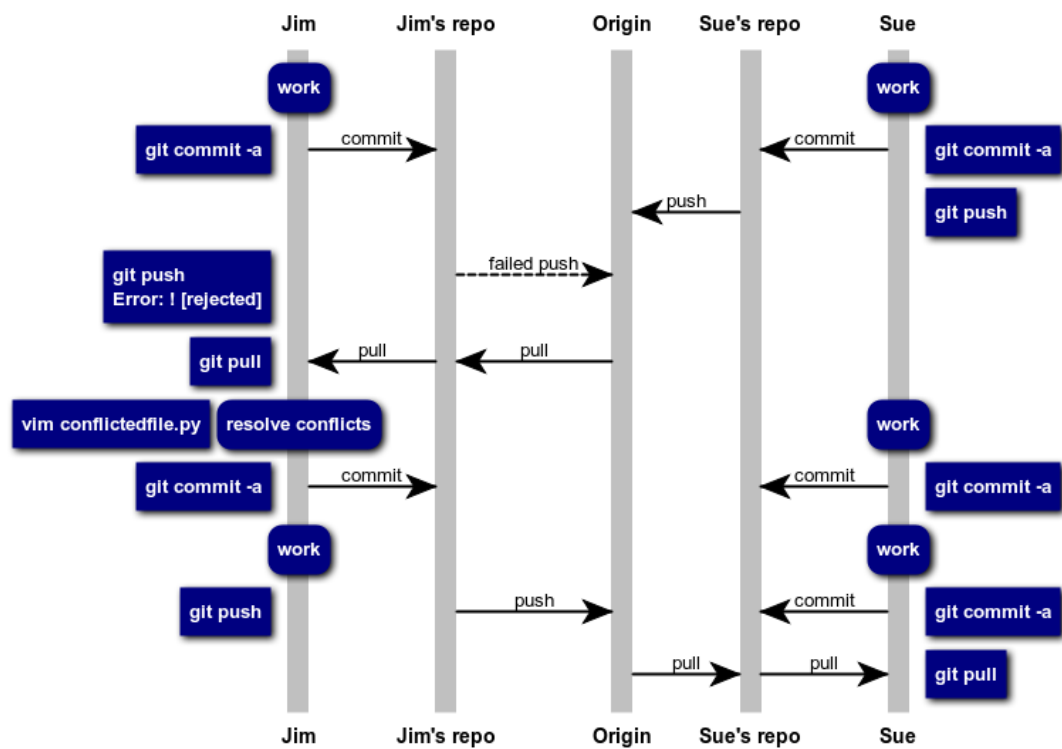 Jim Jim's repo Origin Sue's repo Sue
work work
git commit -a commit commit git commit -a
push git push
git push failed push
Error: ! [rejected]
git pull pull pull
vim conflictedfile.py resolve conflicts work
git commit -a commit commit git commit -a
work work
git push push commit git commit -a
pull pull git pull
Jim Jim's repo Origin Sue's repo Sue